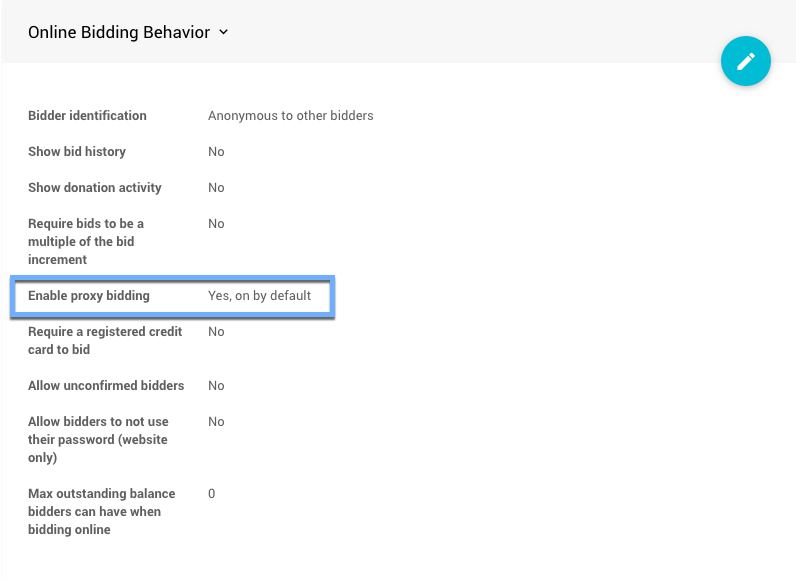 Online Bidding Behavior
Bidder identification Anonymous to other bidders
Show bid history No
Show donation activity No
Require bids to be a No
multiple of the bid
increment
Enable proxy bidding Yes, on by default
Require a registered credit No
card to bid
Allow unconfirmed bidders No
Allow bidders to not use No
their password (website
only)
Max outstanding balance 0
bidders can have when
bidding online